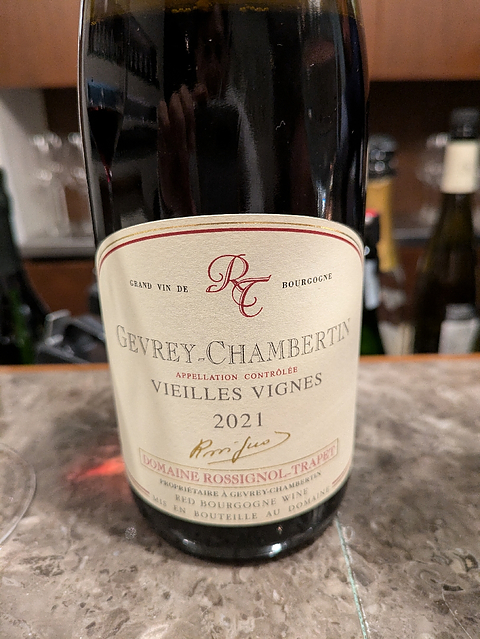 RT
GRAND VIN DE BOURGOGNE
GEVREY-CHAMBERTIN
APPELLATION CONTRÔLÉE
VIEILLES VIGNES
2021
DOMAINE ROSSIGNOL-TRAPET
PROPRIÉTAIRE À GEVREY-CHAMBERTIN
RED BOURGOGNE WINE
MIS EN BOUTEILLE AU DOMAINE